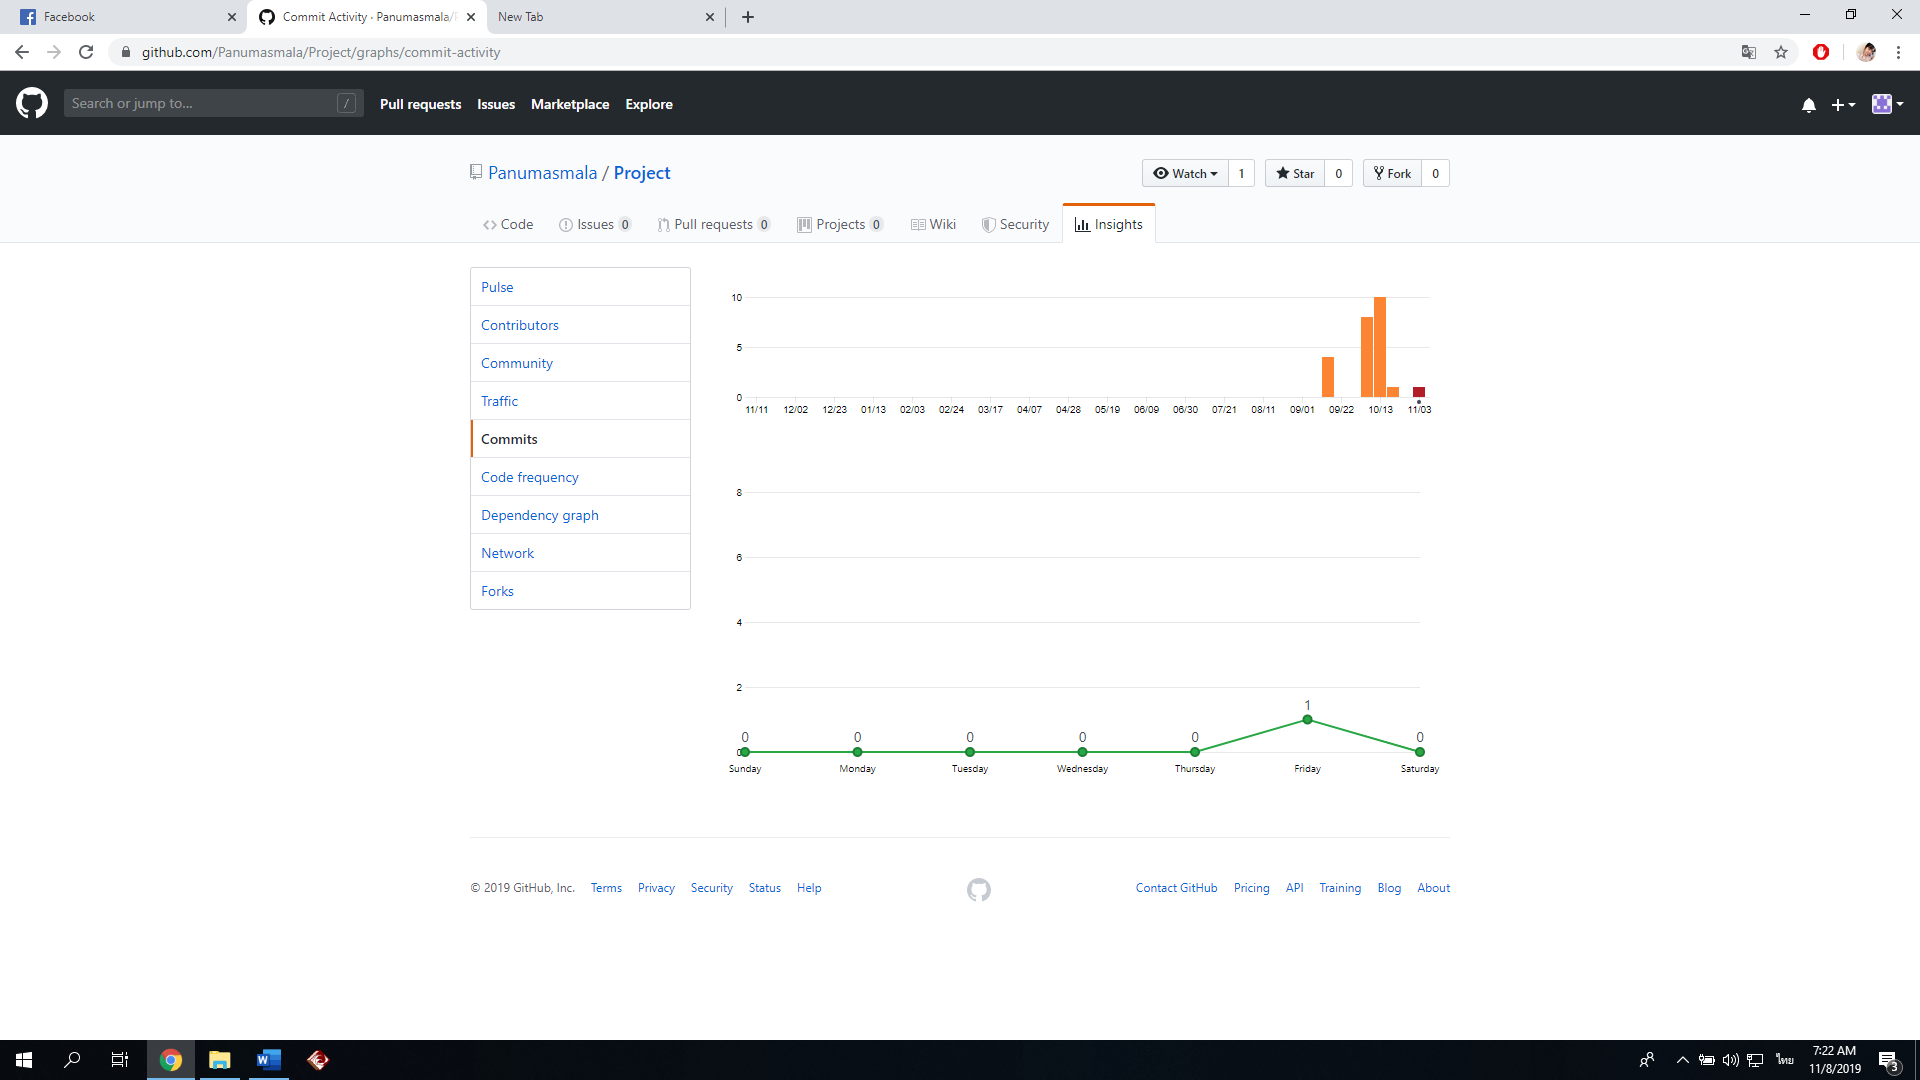 Facebook
Commit Activity · Panumasmala/P
New Tab
github.com/Panumasmala/Project/graphs/commit-activity
Search or jump to...
/
Pull requests
Issues
Marketplace
Explore
Panumasmala / Project
Watch 1
Star 0
Fork 0
Code
Issues 0
Pull requests 0
Projects 0
Wiki
Security
Insights
Pulse
Contributors
Community
Traffic
Commits
Code frequency
Dependency graph
Network
Forks
10
5
0
11/11 12/02 12/23 01/13 02/03 02/24 03/17 04/07 04/28 05/19 06/09 06/30 07/21 08/11 09/01 09/22 10/13 11/03
8
6
4
2
0
0 0 0 0 0 1 0
Sunday Monday Tuesday Wednesday Thursday Friday Saturday
© 2019 GitHub, Inc. Terms Privacy Security Status Help
Contact GitHub Pricing API Training Blog About
ไทย
7:22 AM
11/8/2019
3